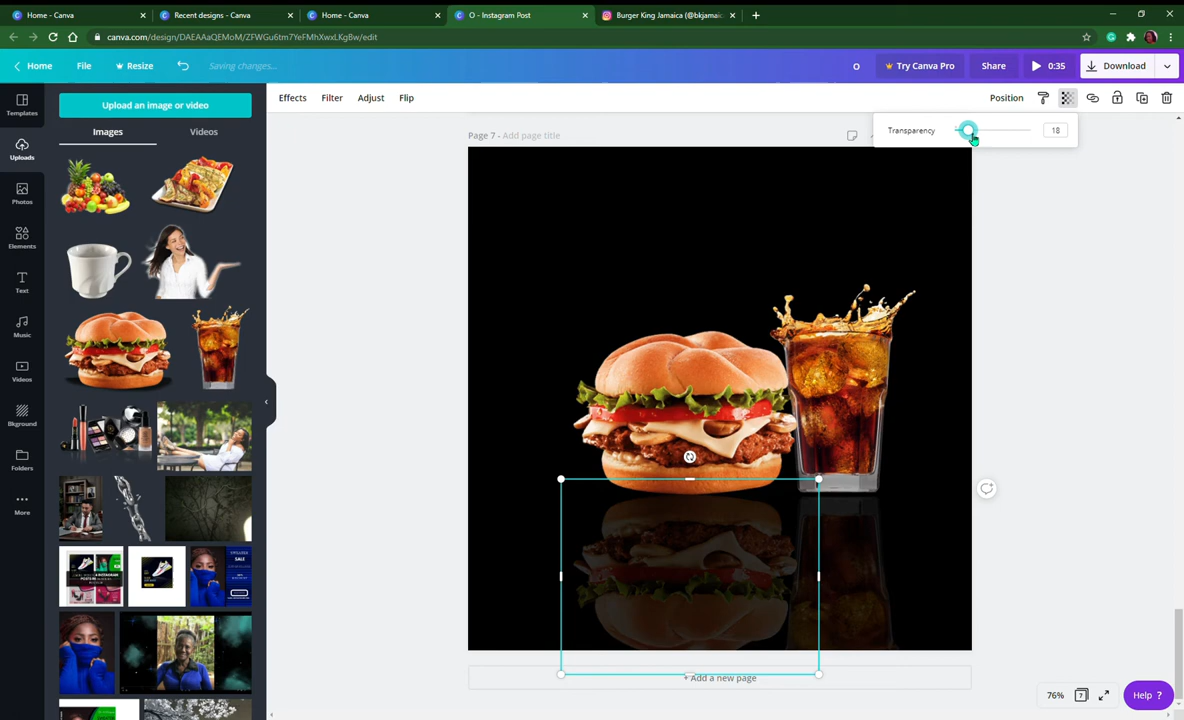 Home - Canva
Recent designs - Canva
Home - Canva
O - Instagram Post
Burger King Jamaica (@bkjamaic
canva.com/design/DAEAAaQEMoM/ZFWGu6tm7YeFMhXwxLKgBw/edit
Home
File
Resize
Saving changes...
O
Try Canva Pro
Share
0:35
Download
Templates
Uploads
Photos
Elements
Text
Music
Videos
Bkground
Folders
More
Upload an image or video
Images
Videos
SALE
Effects
Filter
Adjust
Flip
Position
Transparency
18
Page 7 - Add page title
+ Add a new page
76%
7
Help ?